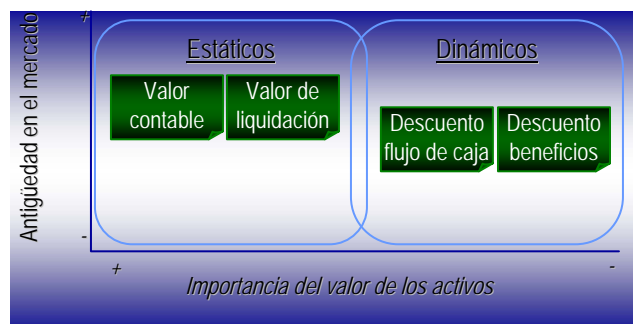 +
Antigüedad en el mercado
-
Estáticos
Valor
contable
Valor de
liquidación
Dinámicos
Descuento
flujo de caja
Descuento
beneficios
+
-
Importancia del valor de los activos